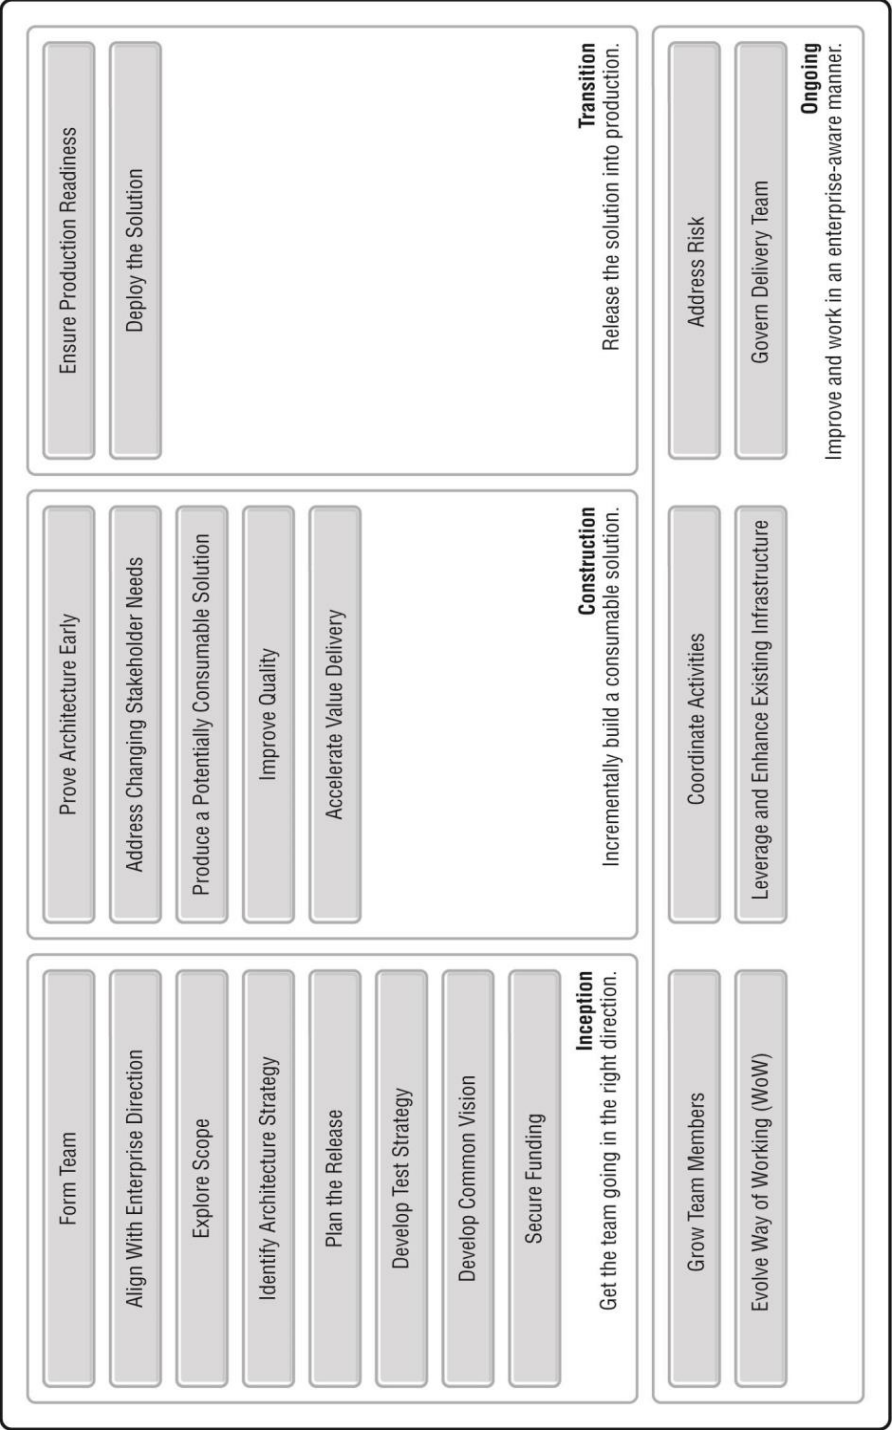 Form Team
Align With Enterprise Direction
Explore Scope
Identify Architecture Strategy
Plan the Release
Develop Test Strategy
Develop Common Vision
Secure Funding
Inception
Get the team going in the right direction.
Prove Architecture Early
Address Changing Stakeholder Needs
Produce a Potentially Consumable Solution
Improve Quality
Accelerate Value Delivery
Construction
Incrementally build a consumable solution.
Ensure Production Readiness
Deploy the Solution
Transition
Release the solution into production.
Grow Team Members
Evolve Way of Working (WoW)
Coordinate Activities
Leverage and Enhance Existing Infrastructure
Address Risk
Govern Delivery Team
Ongoing
Improve and work in an enterprise-aware manner.